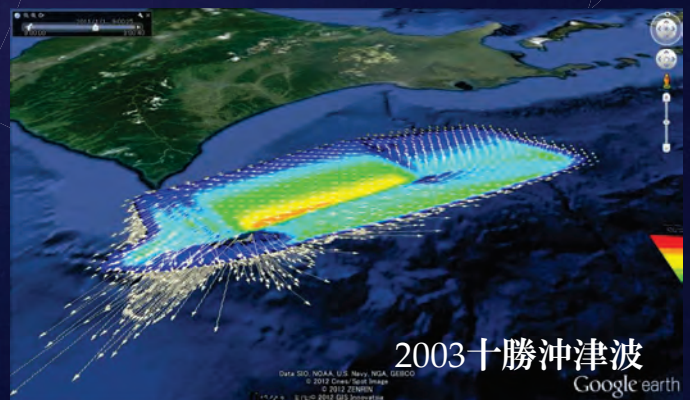 2003十勝沖津波
Data SIO, NOAA, U.S. Navy, NGA, GEBCO
© 2012 Cnes/Spot Image
© 2012 ZENRIN
Google earth